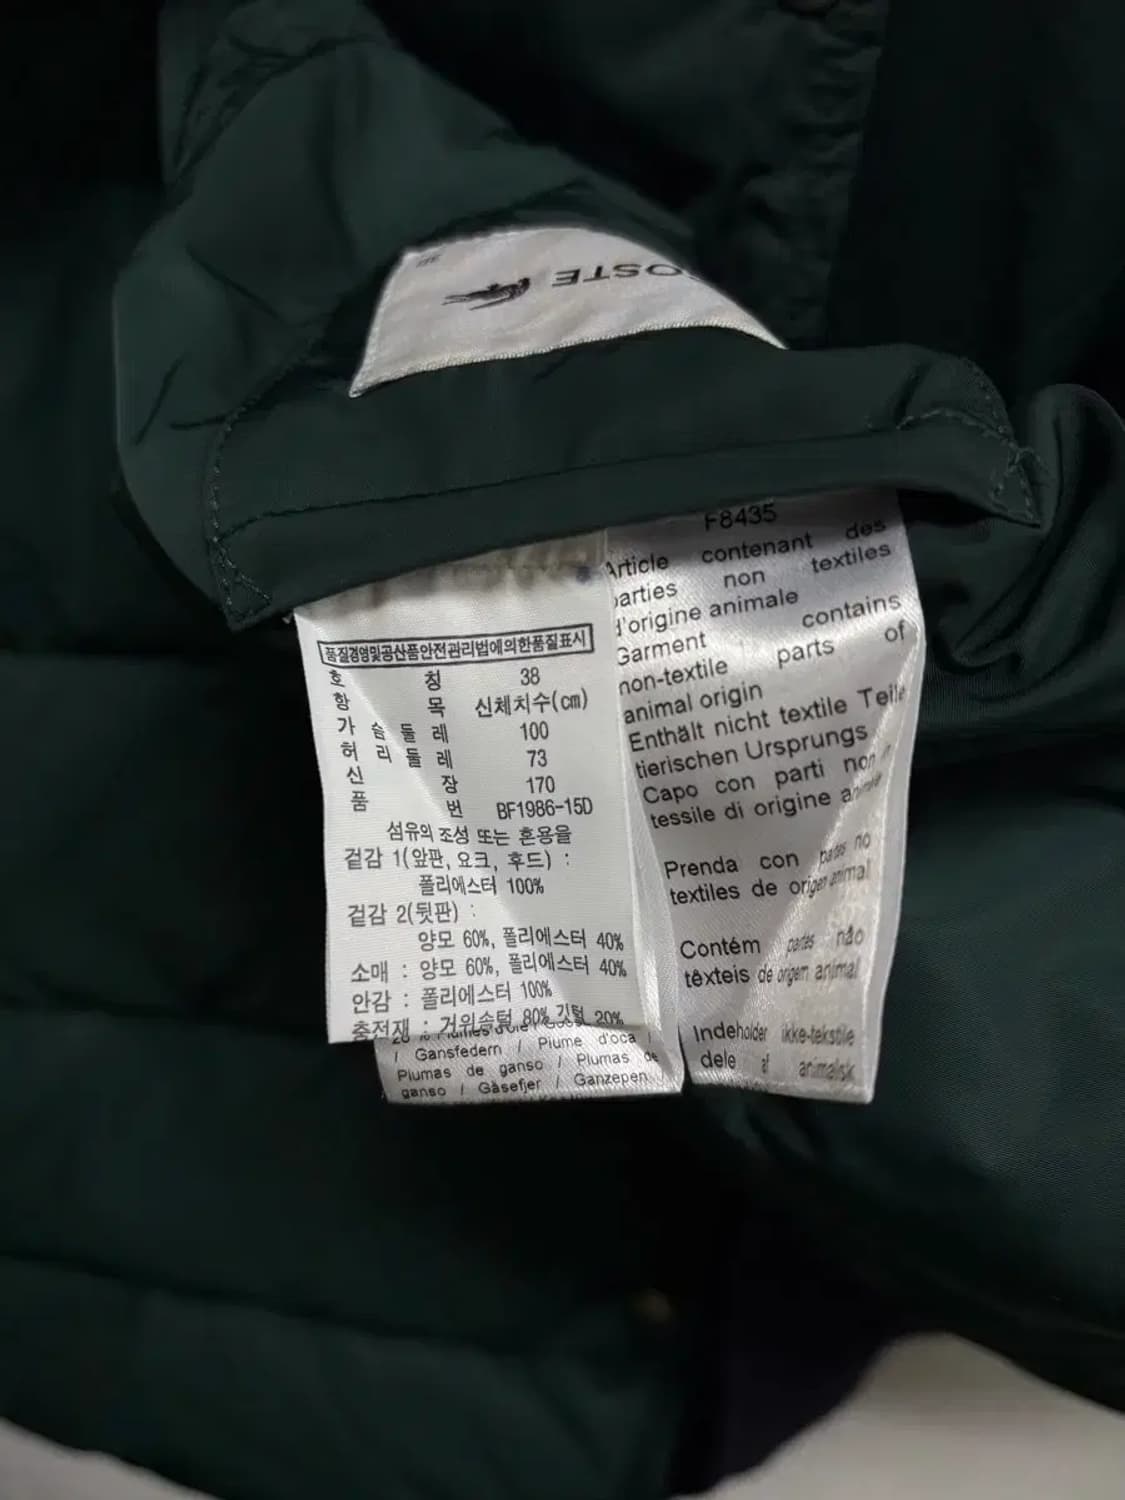 OSTE
38
품질경영및공산품안전관리법에의한품질표시
호 칭 38
항 목 신체치수(cm)
가 슴 둘 레 100
허 리 둘 레 73
신 장 170
품 번 BF1986-15D
섬유의 조성 또는 혼용율
겉감 1(앞판, 요크, 후드) :
폴리에스터 100%
겉감 2(뒷판) :
양모 60%, 폴리에스터 40%
소매 : 양모 60%, 폴리에스터 40%
안감 : 폴리에스터 100%
충전재 : 거위솜털 80% 깃털 20%
/ Gansfedern / Piume d'oca /
Plumas de ganso / Plumas de
ganso / Gåsefjer / Ganzepen
F8435
Article contenant des
parties non textiles
d'origine animale
Garment contains
non-textile parts of
animal origin
Enthält nicht textile Teile
tierischen Ursprungs
Capo con parti non in
tessile di origine animale
Prenda con partes no
textiles de origen animal
Contém partes não
têxteis de origem animal
Indeholder ikke-tekstile
dele af animalsk